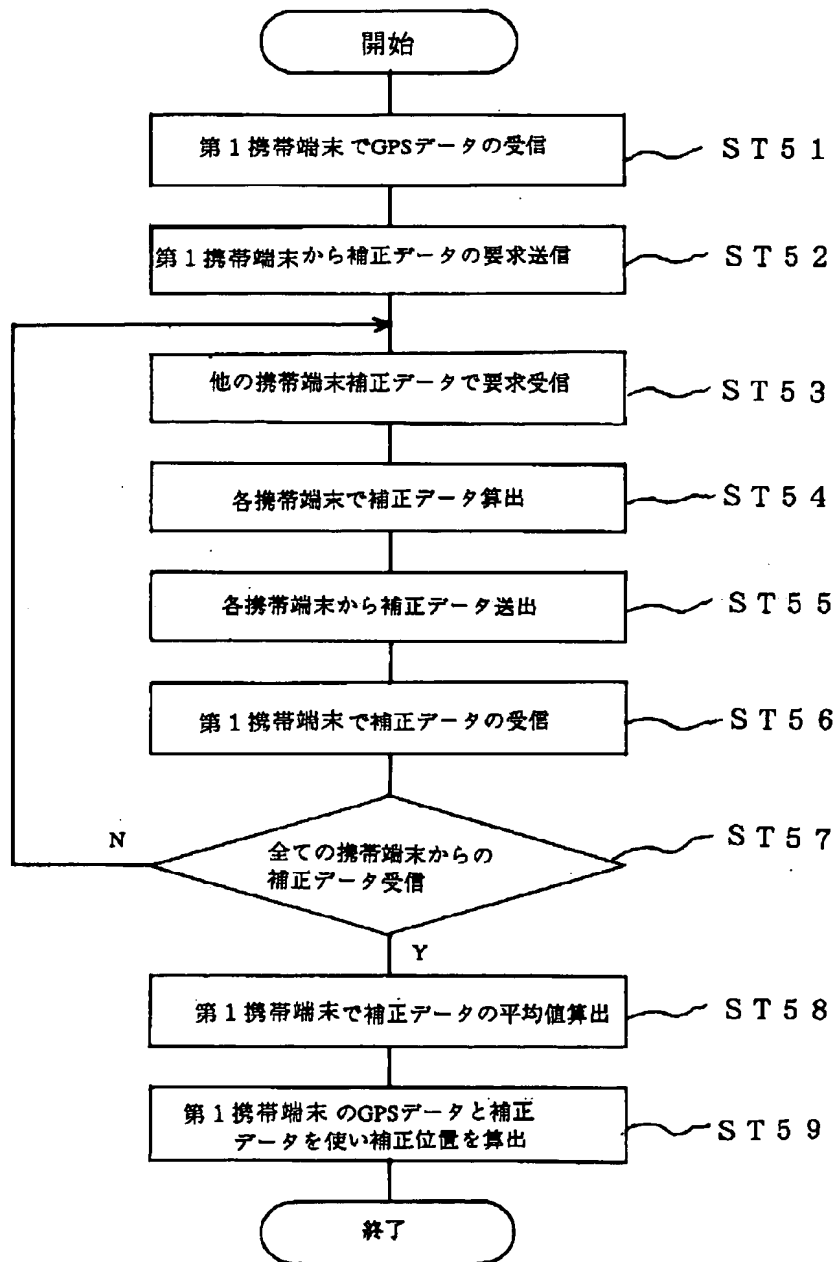 開始
第1携帯端末でGPSデータの受信
ST51
第1携帯端末から補正データの要求送信
ST52
他の携帯端末補正データで要求受信
ST53
各携帯端末で補正データ算出
ST54
各携帯端末から補正データ送出
ST55
第1携帯端末で補正データの受信
ST56
N
全ての携帯端末からの
補正データ受信
ST57
Y
第1携帯端末で補正データの平均値算出
ST58
第1携帯端末のGPSデータと補正
データを使い補正位置を算出
ST59
終了